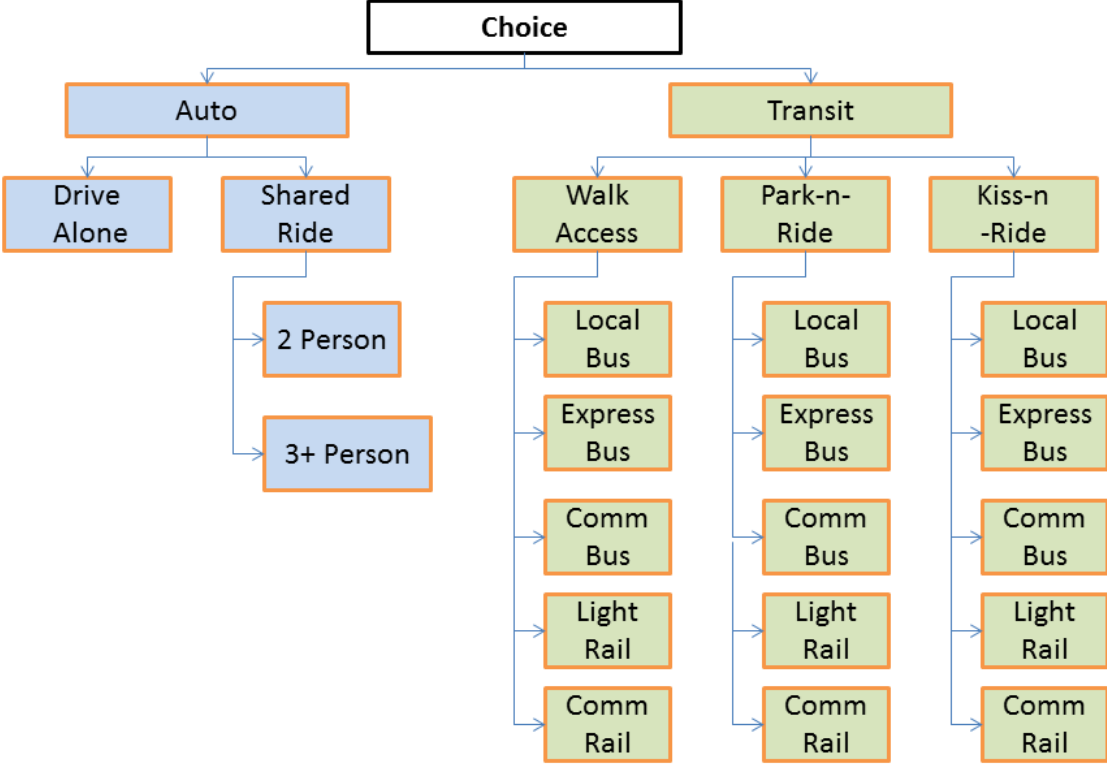 Choice
Auto
Transit
Drive
Alone
Shared
Ride
Walk
Access
Park-n-
Ride
Kiss-n
-Ride
2 Person
3+ Person
Local
Bus
Express
Bus
Comm
Bus
Light
Rail
Comm
Rail
Local
Bus
Express
Bus
Comm
Bus
Light
Rail
Comm
Rail
Local
Bus
Express
Bus
Comm
Bus
Light
Rail
Comm
Rail